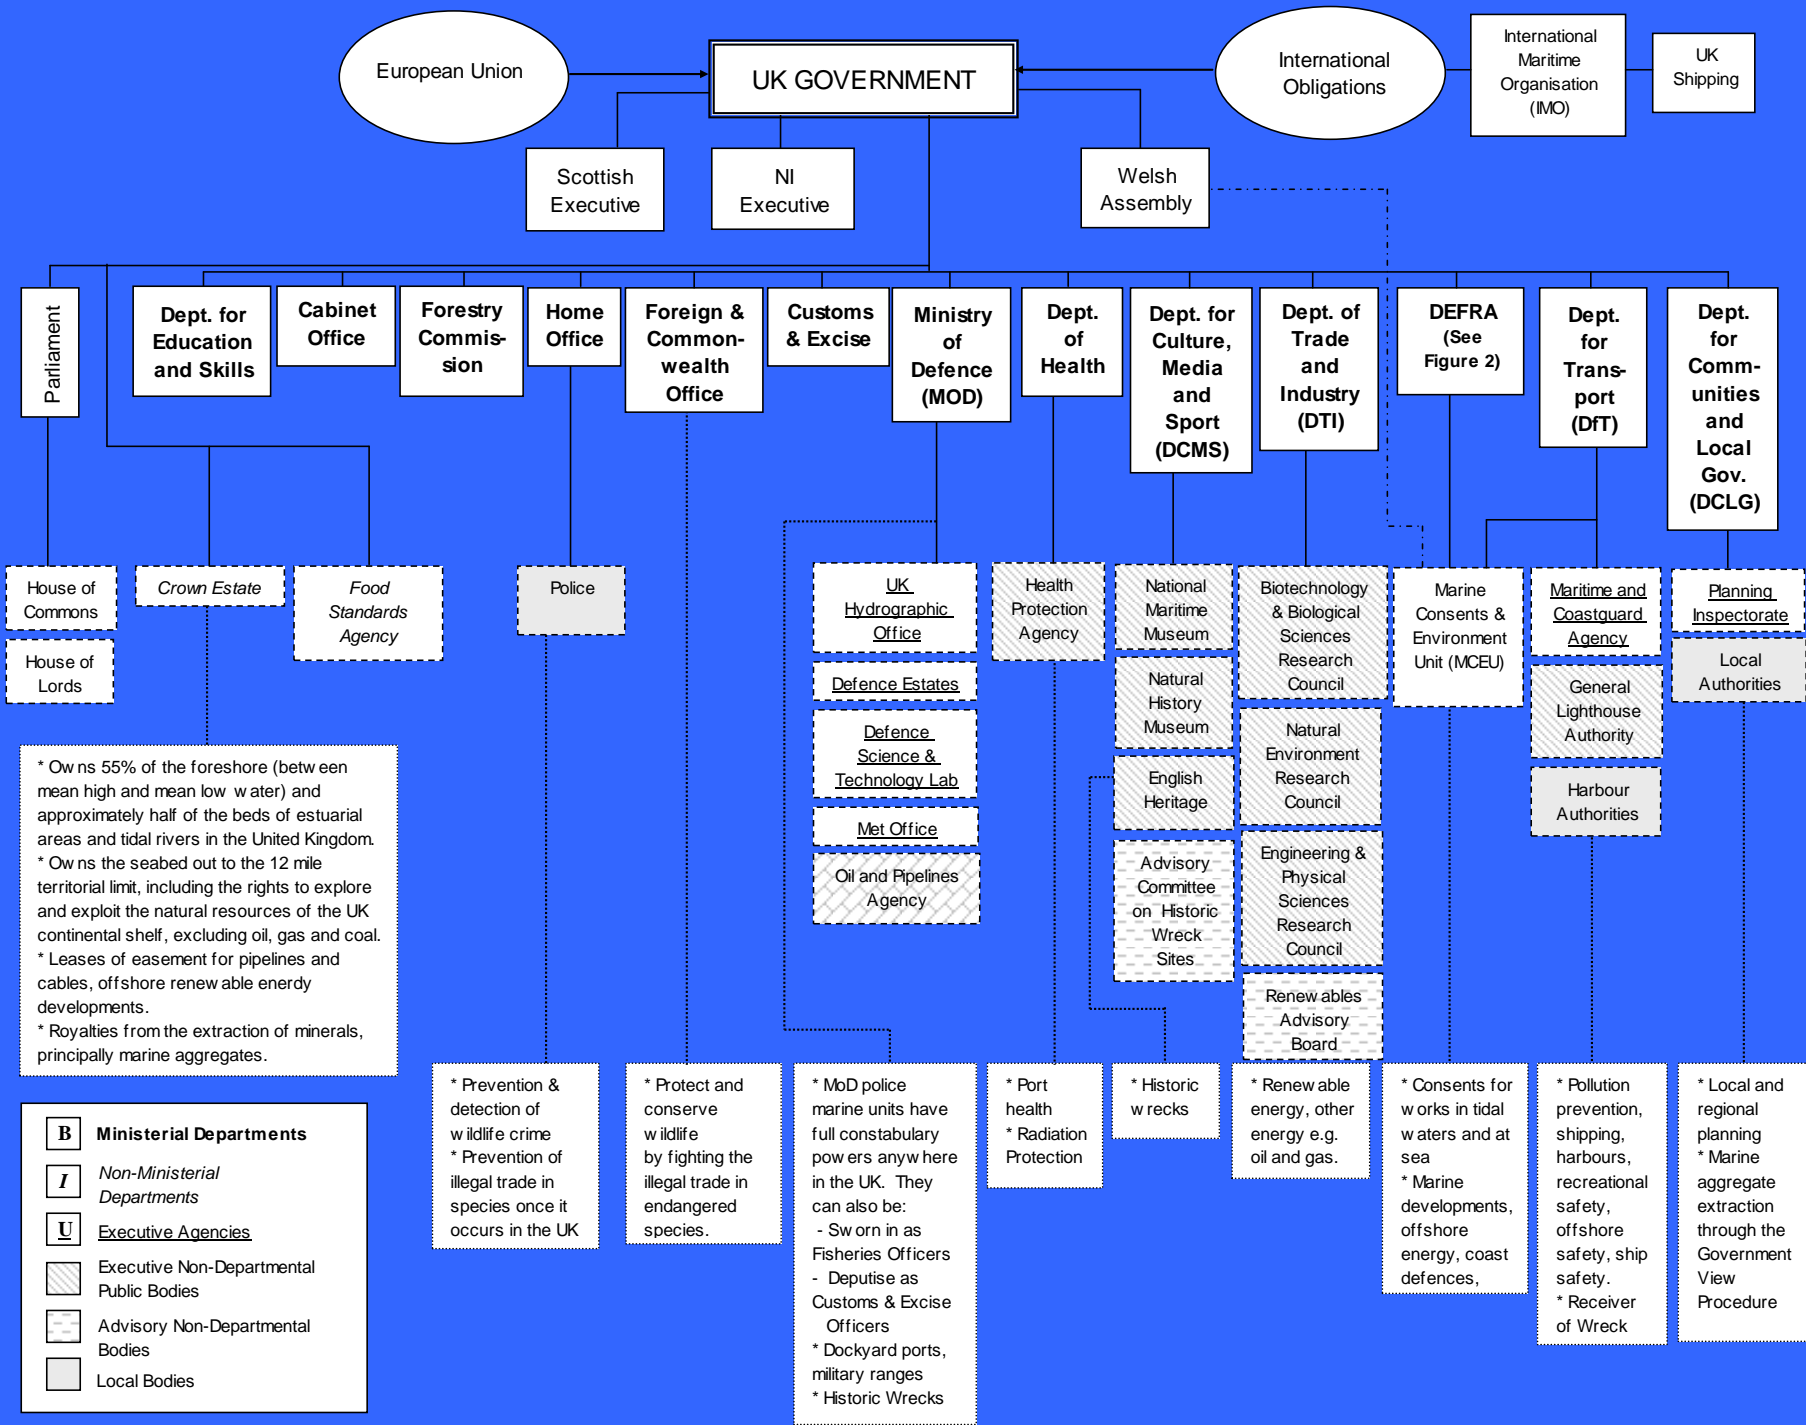 European Union
UK GOVERNMENT
International
Obligations
International
Maritime
Organisation
(IMO)
UK
Shipping
Scottish
Executive
NI
Executive
Welsh
Assembly
Parliament
Dept. for
Education
and Skills
Cabinet
Office
Forestry
Commis-
sion
Home
Office
Foreign &
Common-
wealth
Office
Customs
& Excise
Ministry
of
Defence
(MOD)
Dept.
of
Health
Dept. for
Culture,
Media
and
Sport
(DCMS)
Dept. of
Trade
and
Industry
(DTI)
DEFRA
(See
Figure 2)
Dept.
for
Trans-
port
(DfT)
Dept.
for
Comm-
unities
and
Local
Gov.
(DCLG)
House of
Commons
House of
Lords
Crown Estate
Food
Standards
Agency
Police
UK
Hydrographic
Office
Defence Estates
Defence
Science &
Technology Lab
Met Office
Oil and Pipelines
Agency
Health
Protection
Agency
National
Maritime
Museum
Natural
History
Museum
English
Heritage
Advisory
Committee
on Historic
Wreck
Sites
Biotechnology
& Biological
Sciences
Research
Council
Natural
Environment
Research
Council
Engineering &
Physical
Sciences
Research
Council
Renewables
Advisory
Board
Marine
Consents &
Environment
Unit (MCEU)
Maritime and
Coastguard
Agency
General
Lighthouse
Authority
Harbour
Authorities
Planning
Inspectorate
Local
Authorities
* Owns 55% of the foreshore (between
mean high and mean low water) and
approximately half of the beds of estuarial
areas and tidal rivers in the United Kingdom.
* Owns the seabed out to the 12 mile
territorial limit, including the rights to explore
and exploit the natural resources of the UK
continental shelf, excluding oil, gas and coal.
* Leases of easement for pipelines and
cables, offshore renewable enerdy
developments.
* Royalties from the extraction of minerals,
principally marine aggregates.
* Prevention &
detection of
wildlife crime
* Prevention of
illegal trade in
species once it
occurs in the UK
* Protect and
conserve
wildlife
by fighting the
illegal trade in
endangered
species.
* MoD police
marine units have
full constabulary
powers anywhere
in the UK. They
can also be:
- Sworn in as
Fisheries Officers
- Deputise as
Customs & Excise
Officers
* Dockyard ports,
military ranges
* Historic Wrecks
* Port
health
* Radiation
Protection
* Historic
wrecks
* Renewable
energy, other
energy e.g.
oil and gas.
* Consents for
works in tidal
waters and at
sea
* Marine
developments,
offshore
energy, coast
defences,
* Pollution
prevention,
shipping,
harbours,
recreational
safety,
offshore
safety, ship
safety.
* Receiver
of Wreck
* Local and
regional
planning
* Marine
aggregate
extraction
through the
Government
View
Procedure
B Ministerial Departments
I Non-Ministerial
Departments
U Executive Agencies
Executive Non-Departmental
Public Bodies
Advisory Non-Departmental
Bodies
Local Bodies